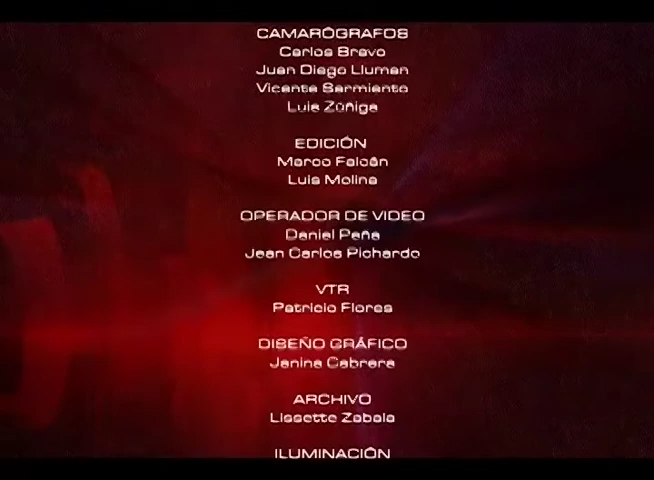 CAMARÓGRAFOS
Carlos Bravo
Juan Diego Lluman
Vicente Sarmiento
Luis Zúñiga
EDICIÓN
Marco Falcán
Luis Molina
OPERADOR DE VIDEO
Daniel Peña
Jean Carlos Pichardo
VTR
Patricio Flores
DISEÑO GRÁFICO
Janina Cabrera
ARCHIVO
Lissette Zabala
ILUMINACIÓN